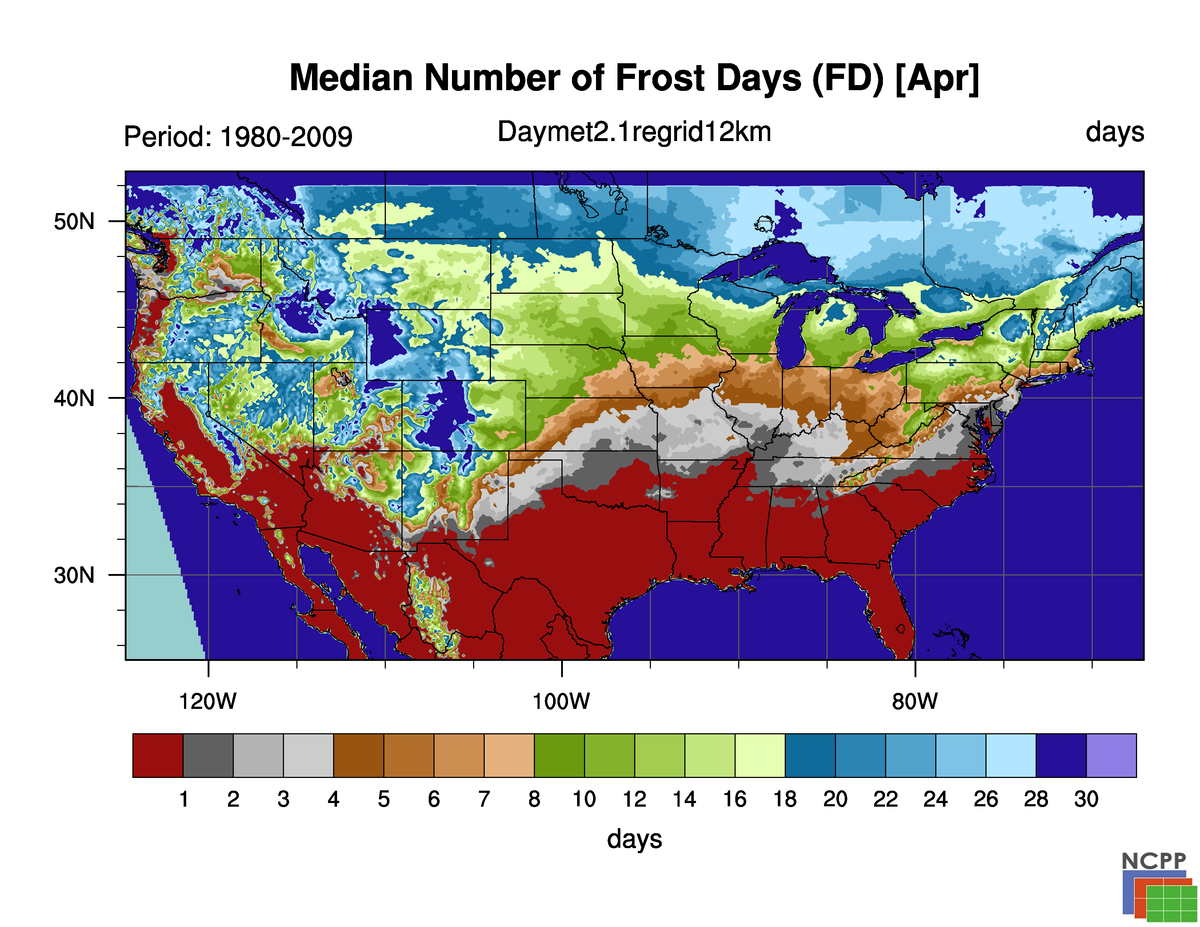 Median Number of Frost Days (FD) [Apr]
Period: 1980-2009 Daymet2.1regrid12km days
50N
40N
30N
120W 100W 80W
1 2 3 4 5 6 7 8 10 12 14 16 18 20 22 24 26 28 30
days
NCPP